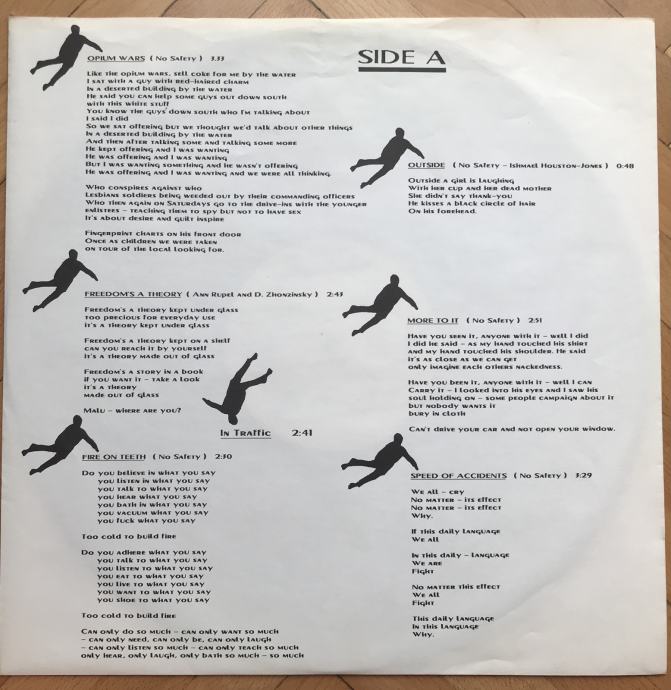 SIDE A
OPIUM WARS ( No Safety ) 3.33
Like the opium wars, sell coke for me by the water
I sat with a guy with red-haired charm
In a deserted building by the water
He said you can help some guys out down south
with this white stuff
You know the guys down south who I'm talking about
I said I did
So we sat offering but we thought we'd talk about other things
In a deserted building by the water
And then after talking some and talking some more
He kept offering and I was wanting
He was offering and I was wanting
But I was wanting something and he wasn't offering
He was offering and I was wanting and we were all thinking.
Who conspires against who
Lesbians soldiers being weeded out by their commanding officers
Who then again on Saturdays go to the drive-ins with the younger
enlistees – teaching them to spy but not to have sex
It's about desire and guilt inspire
Fingerprint charts on his front door
Once as children we were taken
on tour of the local looking for.
FREEDOM'S A THEORY ( Ann Rupel and D. Zhonzinsky ) 2:43
Freedom's a theory kept under glass
too precious for everyday use
it's a theory kept under glass
Freedom's a theory kept on a shelf
can you reach it by yourself
it's a theory made out of glass
Freedom's a story in a book
if you want it – take a look
it's a theory
made out of glass
Malu – where are you?
In Traffic 2:41
FIRE ON TEETH ( No Safety ) 2:30
Do you believe in what you say
you listen in what you say
you talk to what you say
you hear what you say
you bath in what you say
you vacuum what you say
you fuck what you say
Too cold to build fire
Do you adhere what you say
you talk to what you say
you listen to what you say
you eat to what you say
you live to what you say
you want to what you say
you shoe to what you say
Too cold to build fire
Can only do so much – can only want so much
– can only need, can only be, can only laugh
– can only listen so much – can only teach so much
only hear, only laugh, only bath so much – so much
OUTSIDE ( No Safety – Ishmael Houston-Jones ) 0:48
Outside a girl is laughing
With her cup and her dead mother
She didn't say thank-you
He kisses a black circle of hair
On his forehead.
MORE TO IT ( No Safety ) 2:51
Have you seen it, anyone with it – well I did
I did he said – as my hand touched his shirt
and my hand touched his shoulder. He said
it's as close as we can get
only imagine each others nackedness.
Have you been it, anyone with it – well I can
Carry it – I looked into his eyes and I saw his
soul holding on – some people campaign about it
but nobody wants it
bury in cloth
Can't drive your car and not open your window.
SPEED OF ACCIDENTS ( No Safety ) 3:29
We all – cry
No matter – its effect
No matter – its effect
Why.
If this daily language
We all
In this daily – language
We are
Fight
No matter this effect
We all
Fight
This daily language
In this language
Why.